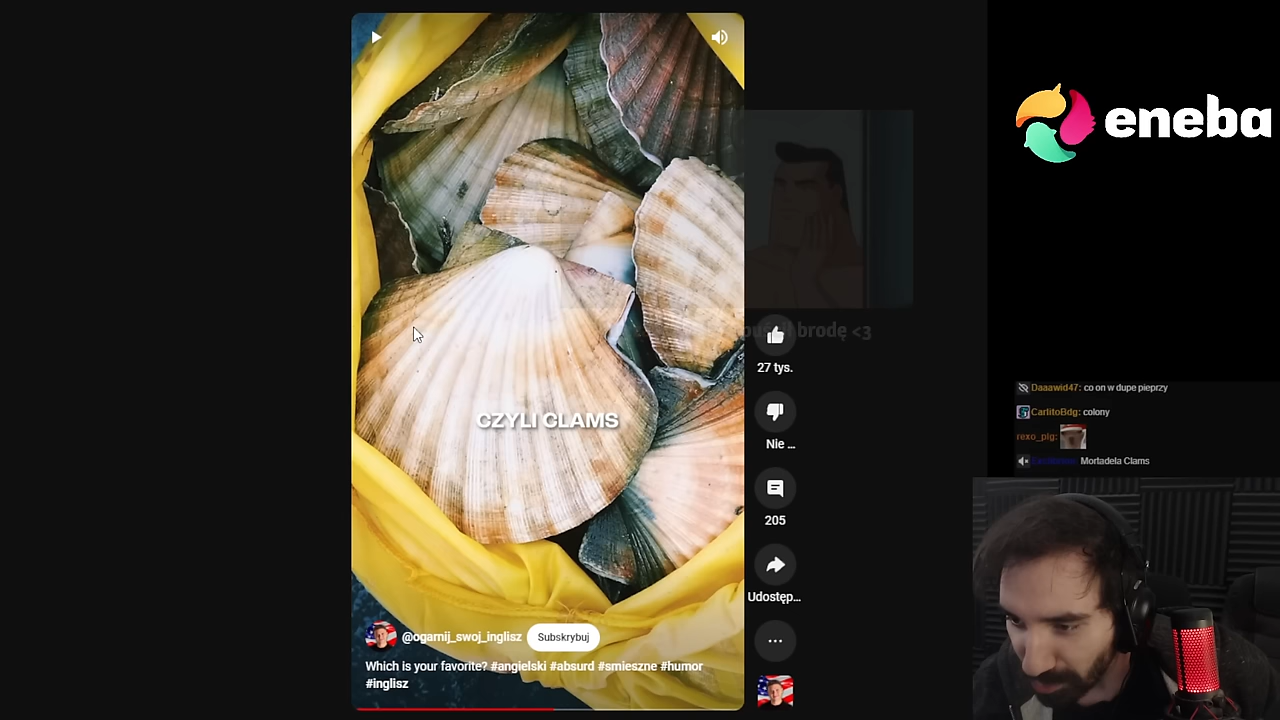 eneba
brodę <3
27 tys.
Nie ...
205
Udostęp...
CZYLI CLAMS
@ogarnij_swoj_inglisz
Subskrybuj
Which is your favorite? #angielski #absurd #smieszne #humor
#inglisz
Daaawid47: co on w dupe pieprzy
CarlitoBdg: colony
rexo_plg:
Mortadela Clams